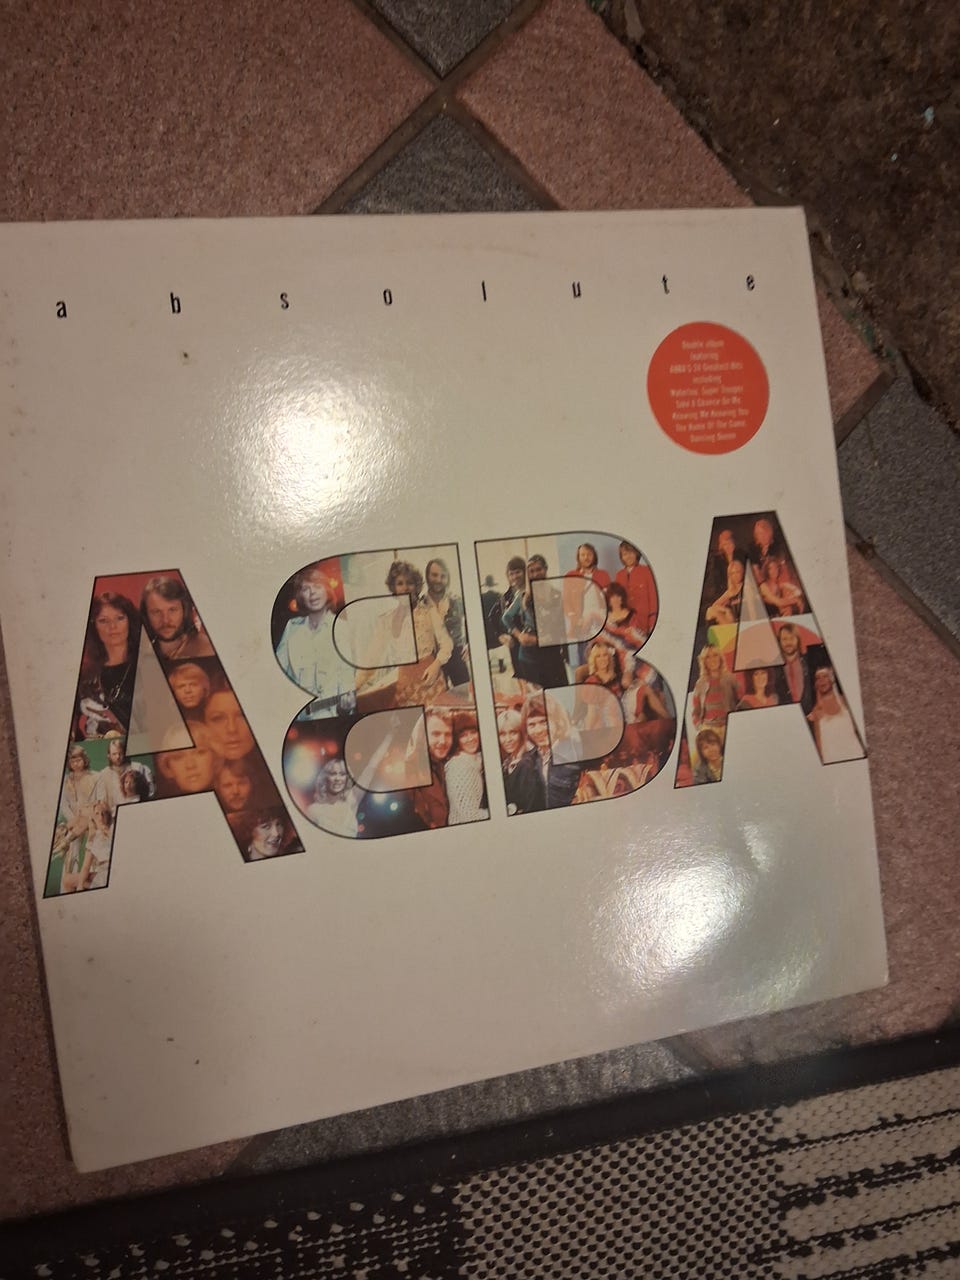 absolute
Double album
featuring
ABBA'S 24 Greatest Hits
including
Waterloo, Super Trouper
Take A Chance On Me
Knowing Me Knowing You
The Name Of The Game
Dancing Queen
ABBA